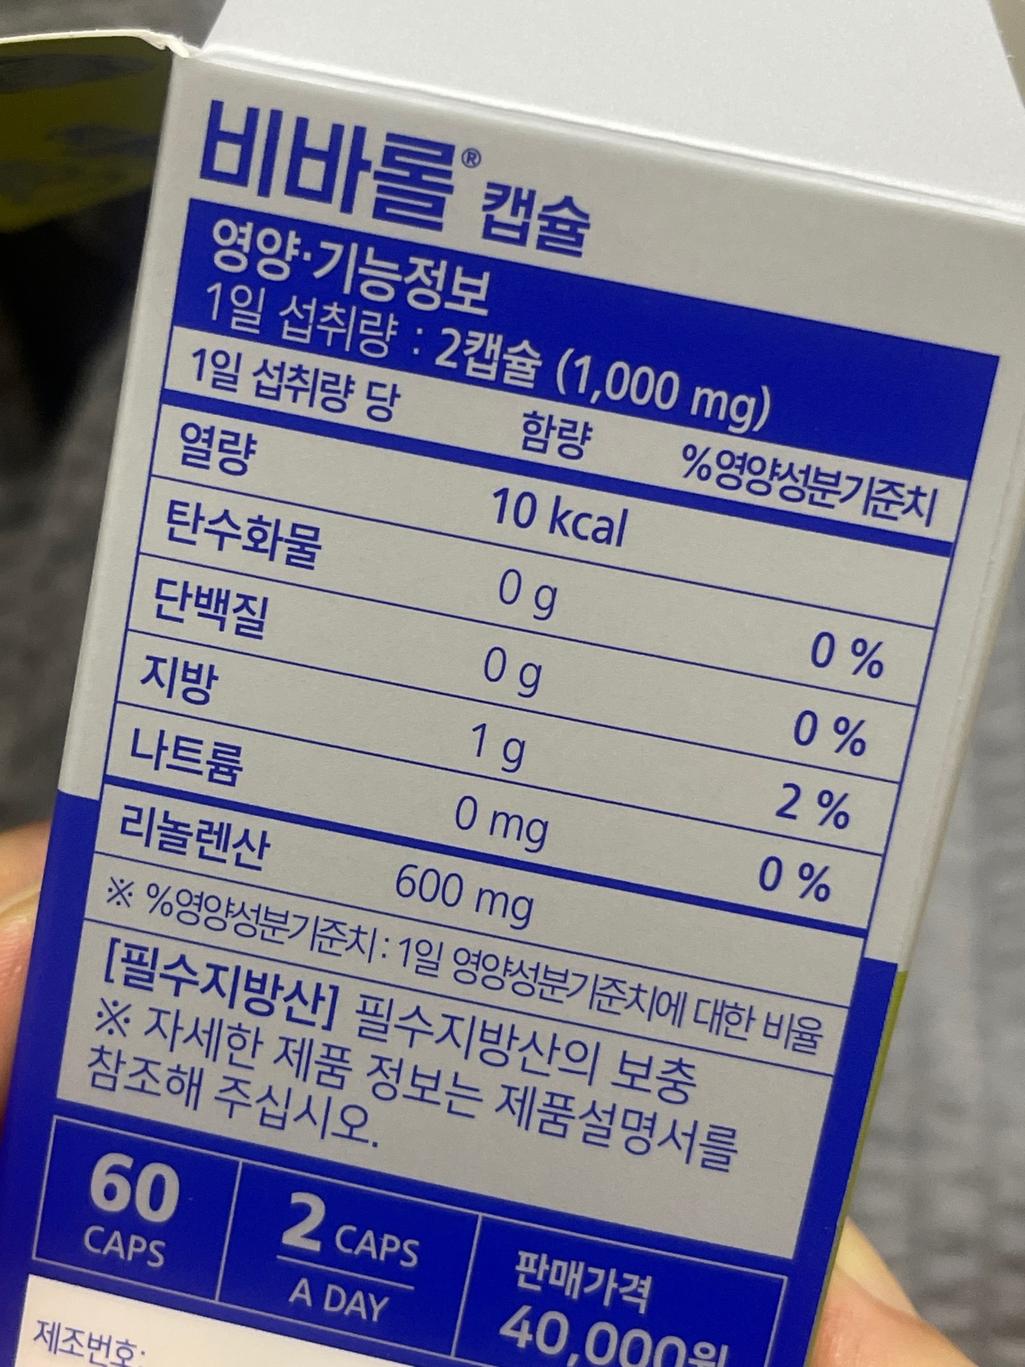 비바롤® 캡슐
영양·기능정보
1일 섭취량 : 2캡슐 (1,000 mg)
1일 섭취량 당 함량 %영양성분기준치
열량 10 kcal
탄수화물 0 g 0 %
단백질 0 g 0 %
지방 1 g 2 %
나트륨 0 mg 0 %
리놀렌산 600 mg
※ %영양성분기준치 : 1일 영양성분기준치에 대한 비율
[필수지방산] 필수지방산의 보충
※ 자세한 제품 정보는 제품설명서를
참조해 주십시오.
60
CAPS
2 CAPS
A DAY
판매가격
40,000원
제조번호: